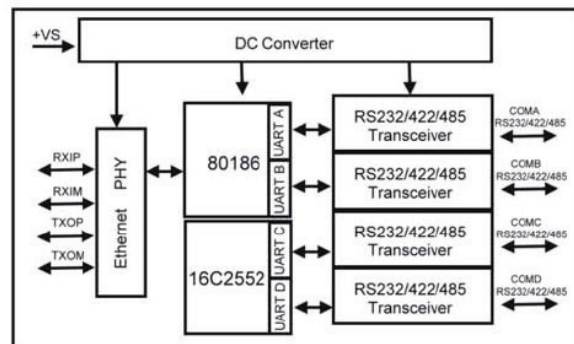 +VS
DC Converter
80186
UART A
UART B
RS232/422/485
Transceiver
COMA
RS232/422/485
RS232/422/485
Transceiver
COMB
RS232/422/485
Ethernet PHY
RXIP
RXIM
TXOP
TXOM
16C2552
UART C
UART D
RS232/422/485
Transceiver
COMC
RS232/422/485
RS232/422/485
Transceiver
COMD
RS232/422/485